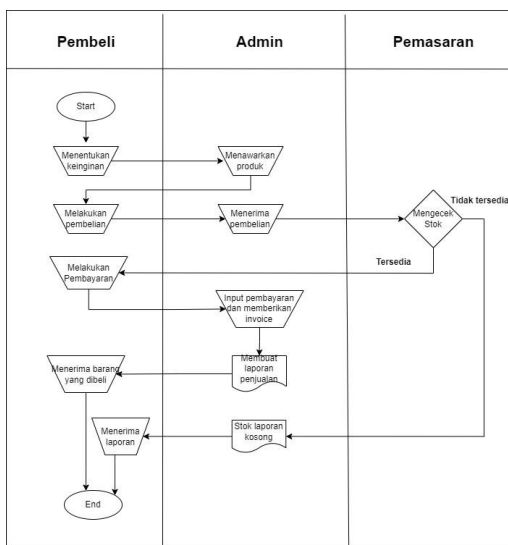 Pembeli
Admin
Pemasaran
Start
Menentukan
keinginan
Menawarkan
produk
Melakukan
pembelian
Menerima
pembelian
Mengecek
Stok
Tidak tersedia
Tersedia
Melakukan
Pembayaran
Input pembayaran
dan memberikan
invoice
Membuat
laporan
penjualan
Menerima barang
yang dibeli
Stok laporan
kosong
Menerima
laporan
End